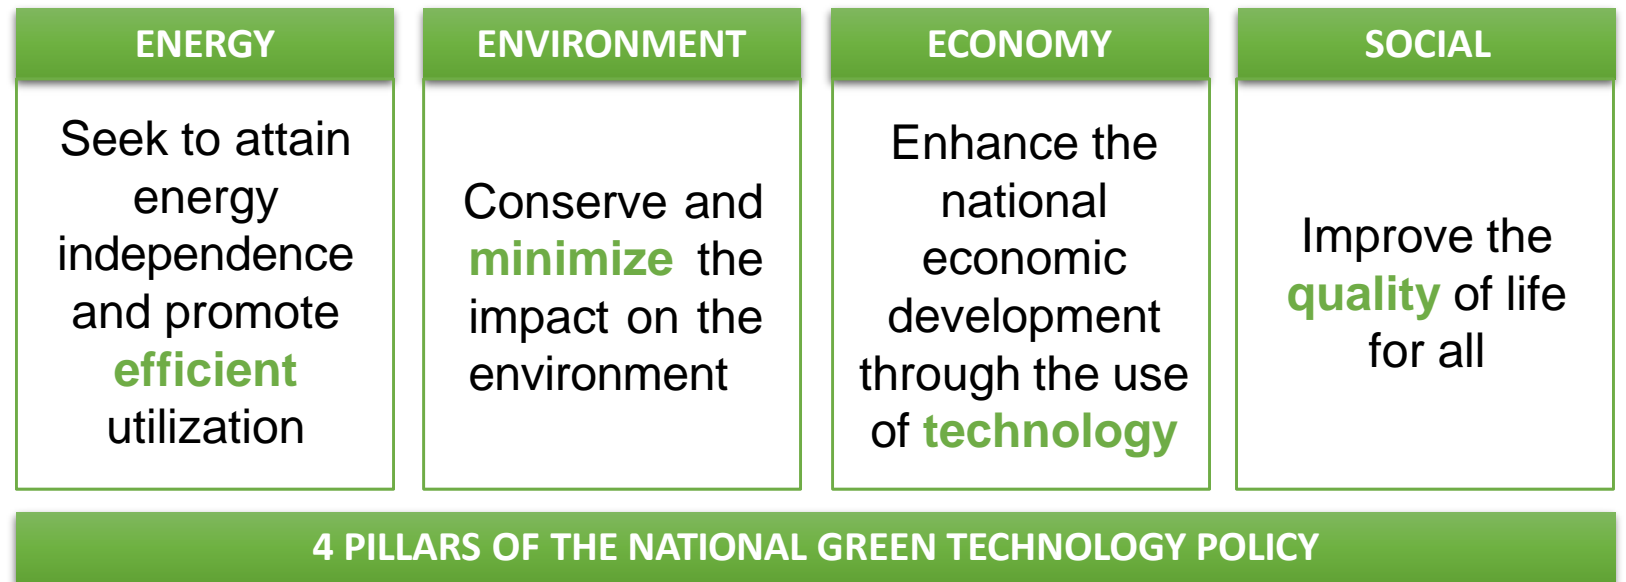 ENERGY
Seek to attain
energy
independence
and promote
efficient
utilization
ENVIRONMENT
Conserve and
minimize the
impact on the
environment
ECONOMY
Enhance the
national
economic
development
through the use
of technology
SOCIAL
Improve the
quality of life
for all
4 PILLARS OF THE NATIONAL GREEN TECHNOLOGY POLICY